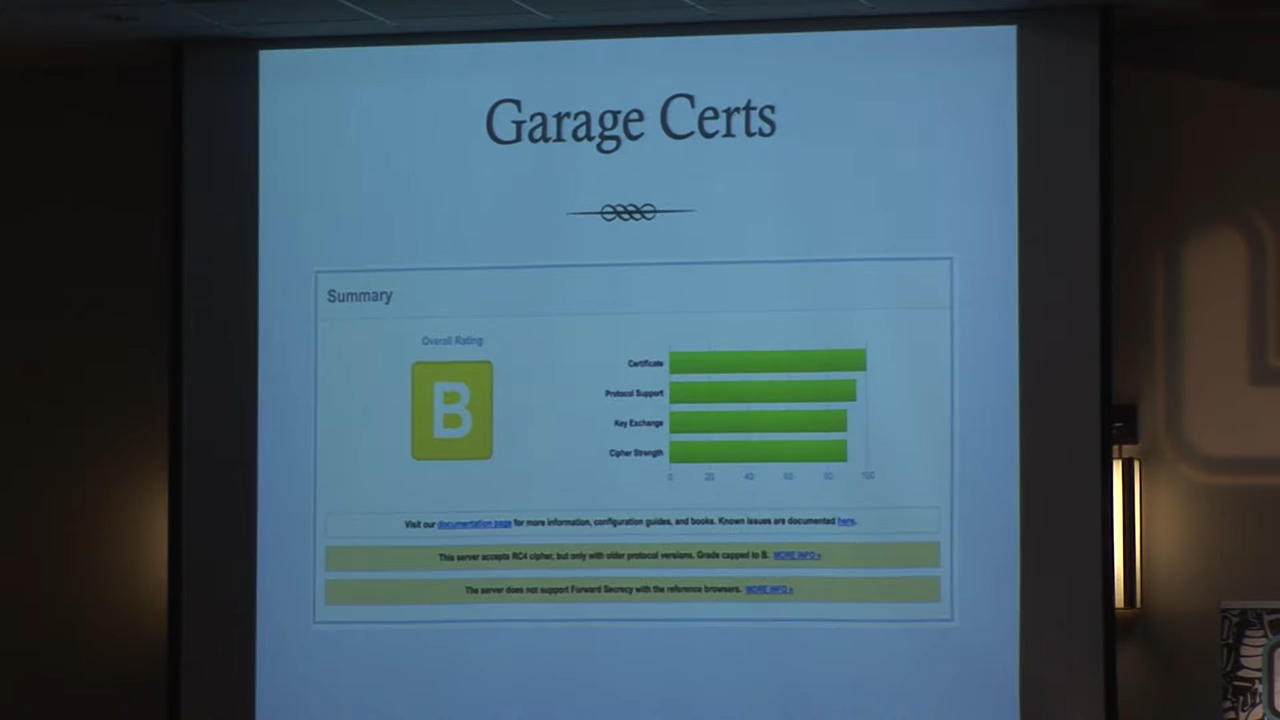 Garage Certs
Summary
Overall Rating
B
Certificate
Protocol Support
Key Exchange
Cipher Strength
0 20 40 60 80 100
Visit our documentation page for more information, configuration guides, and books. Known issues are documented here.
This server accepts RC4 cipher, but only with older protocol versions. Grade capped to B. MORE INFO »
The server does not support Forward Secrecy with the reference browsers. MORE INFO »